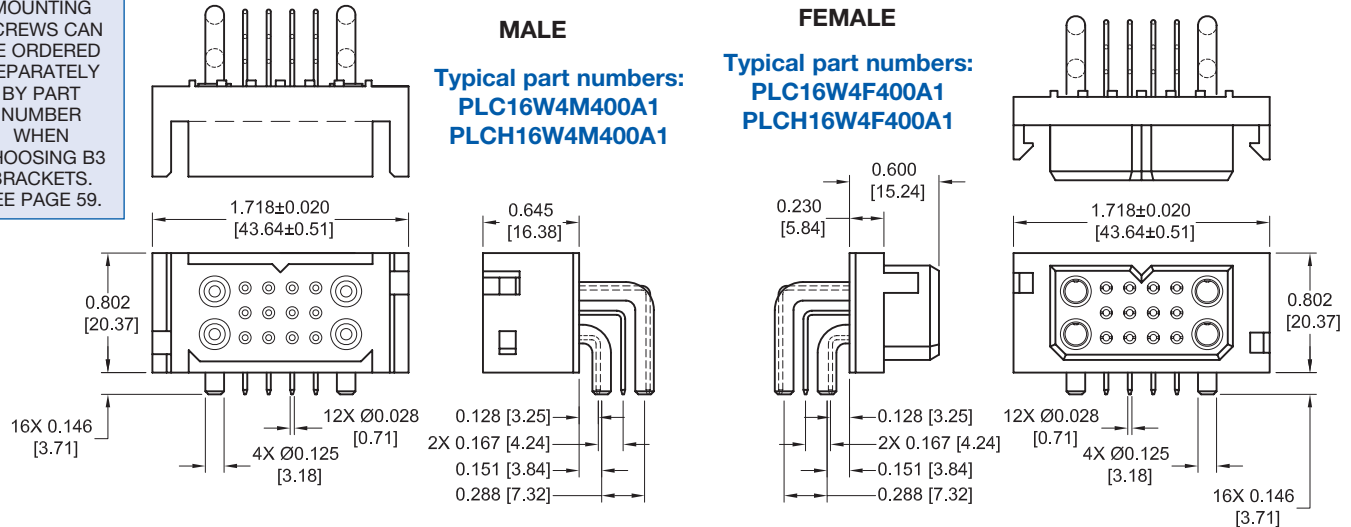 MOUNTING
CAN
ORDERED
BY PART
NUMBER
WHEN
B3
BRACKETS.
PAGE 59.
MALE
Typical part numbers:
PLC16W4M400A1
PLCH16W4M400A1
FEMALE
Typical part numbers:
PLC16W4F400A1
PLCH16W4F400A1
1.718±0.020
[43.64±0.51]
0.802
[20.37]
16X 0.146
[3.71]
4X Ø0.125
[3.18]
12X Ø0.028
[0.71]
0.645
[16.38]
0.128 [3.25]
2X 0.167 [4.24]
0.151 [3.84]
0.288 [7.32]
0.600
[15.24]
0.230
[5.84]
0.128 [3.25]
2X 0.167 [4.24]
0.151 [3.84]
0.288 [7.32]
1.718±0.020
[43.64±0.51]
0.802
[20.37]
12X Ø0.028
[0.71]
4X Ø0.125
[3.18]
16X 0.146
[3.71]